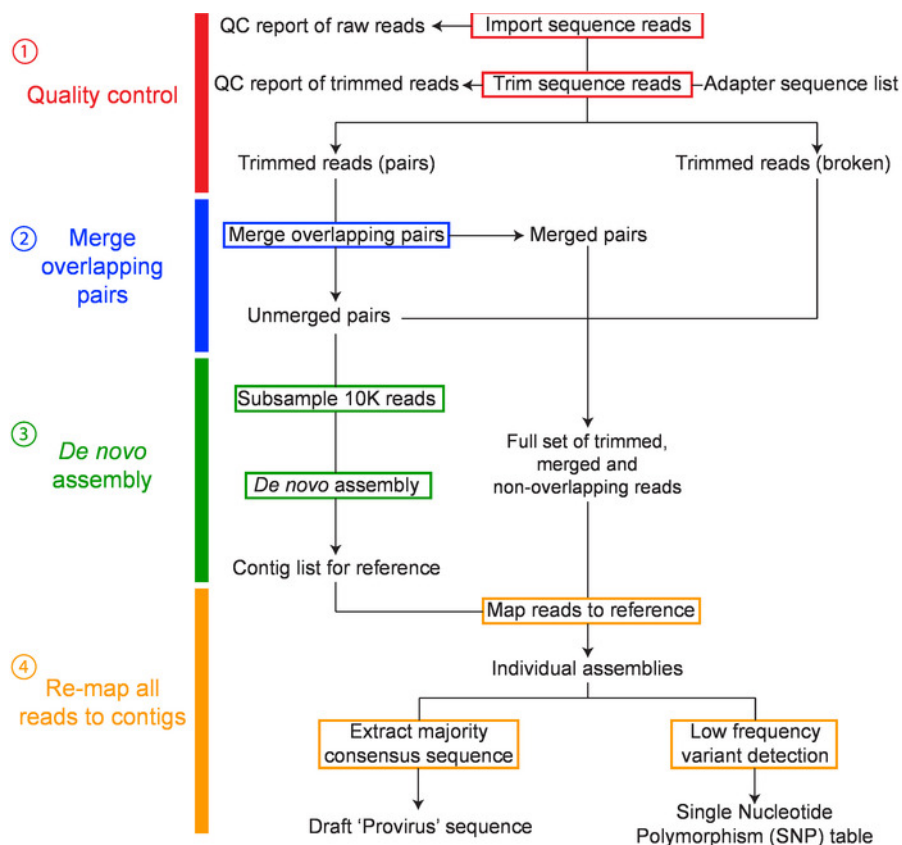 QC report of raw reads
Import sequence reads
①
Quality control
QC report of trimmed reads
Trim sequence reads
Adapter sequence list
Trimmed reads (pairs)
Trimmed reads (broken)
②
Merge
overlapping
pairs
Merge overlapping pairs
Merged pairs
Unmerged pairs
③
De novo
assembly
Subsample 10K reads
De novo assembly
Contig list for reference
Full set of trimmed,
merged and
non-overlapping reads
④
Re-map all
reads to contigs
Map reads to reference
Individual assemblies
Extract majority
consensus sequence
Low frequency
variant detection
Draft ‘Provirus’ sequence
Single Nucleotide
Polymorphism (SNP) table